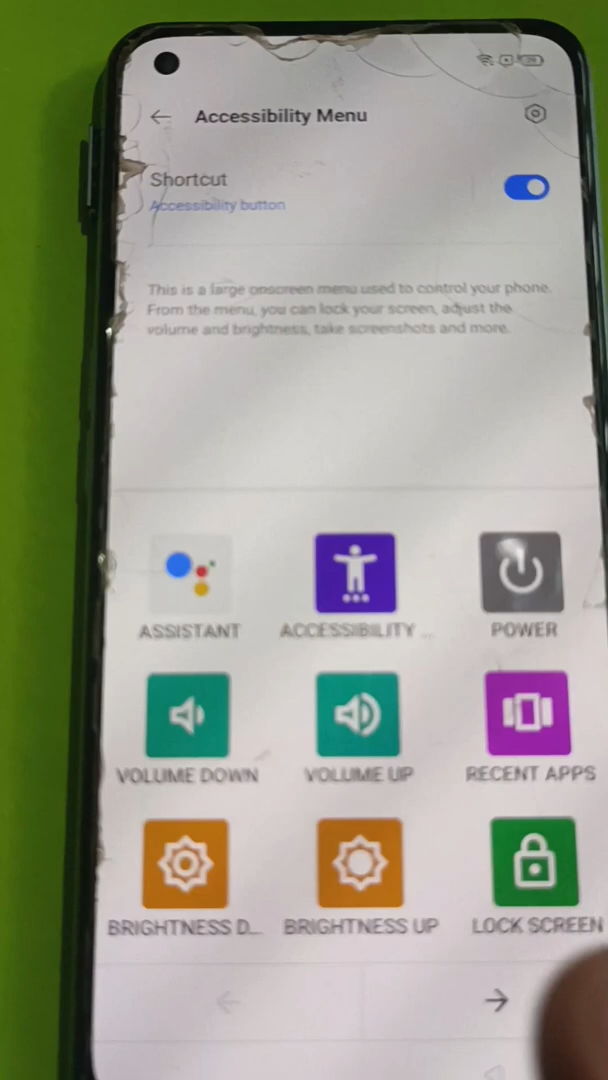 Accessibility Menu
Shortcut
Accessibility button
This is a large onscreen menu used to control your phone.
From the menu, you can lock your screen, adjust the
volume and brightness, take screenshots and more.
ASSISTANT
ACCESSIBILITY ...
POWER
VOLUME DOWN
VOLUME UP
RECENT APPS
BRIGHTNESS D...
BRIGHTNESS UP
LOCK SCREEN